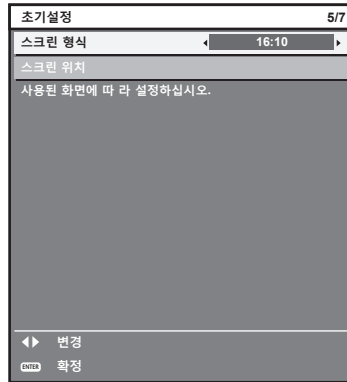 초기설정 5/7
스크린 형식 16:10
스크린 위치
사용된 화면에 따 라 설정하십시오.
변경
ENTER 확정